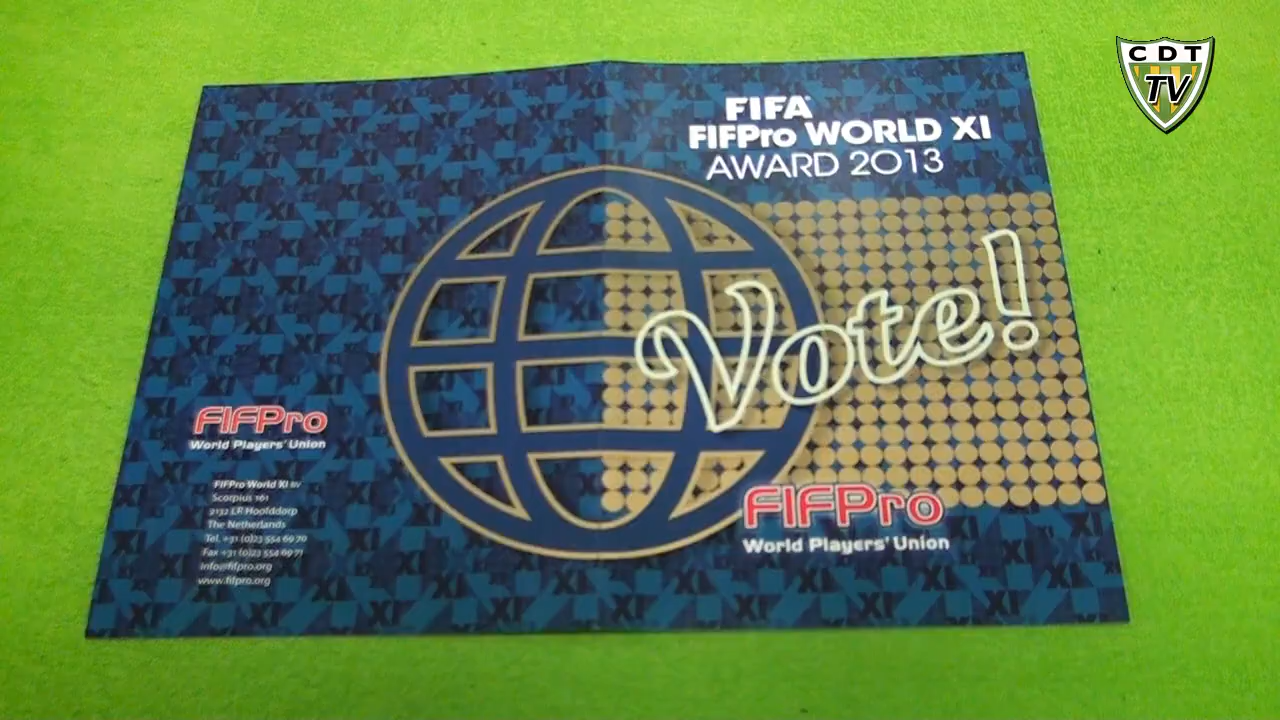 CDT
TV
FIFA
FIFPro WORLD XI
AWARD 2013
Vote!
FIFPro
World Players' Union
FIFPro
World Players' Union
FIFPro World XI BV
Scorpius 161
2132 LR Hoofddorp
The Netherlands
Tel. +31 (0)23 554 69 70
Fax +31 (0)23 554 69 71
info@fifpro.org
www.fifpro.org